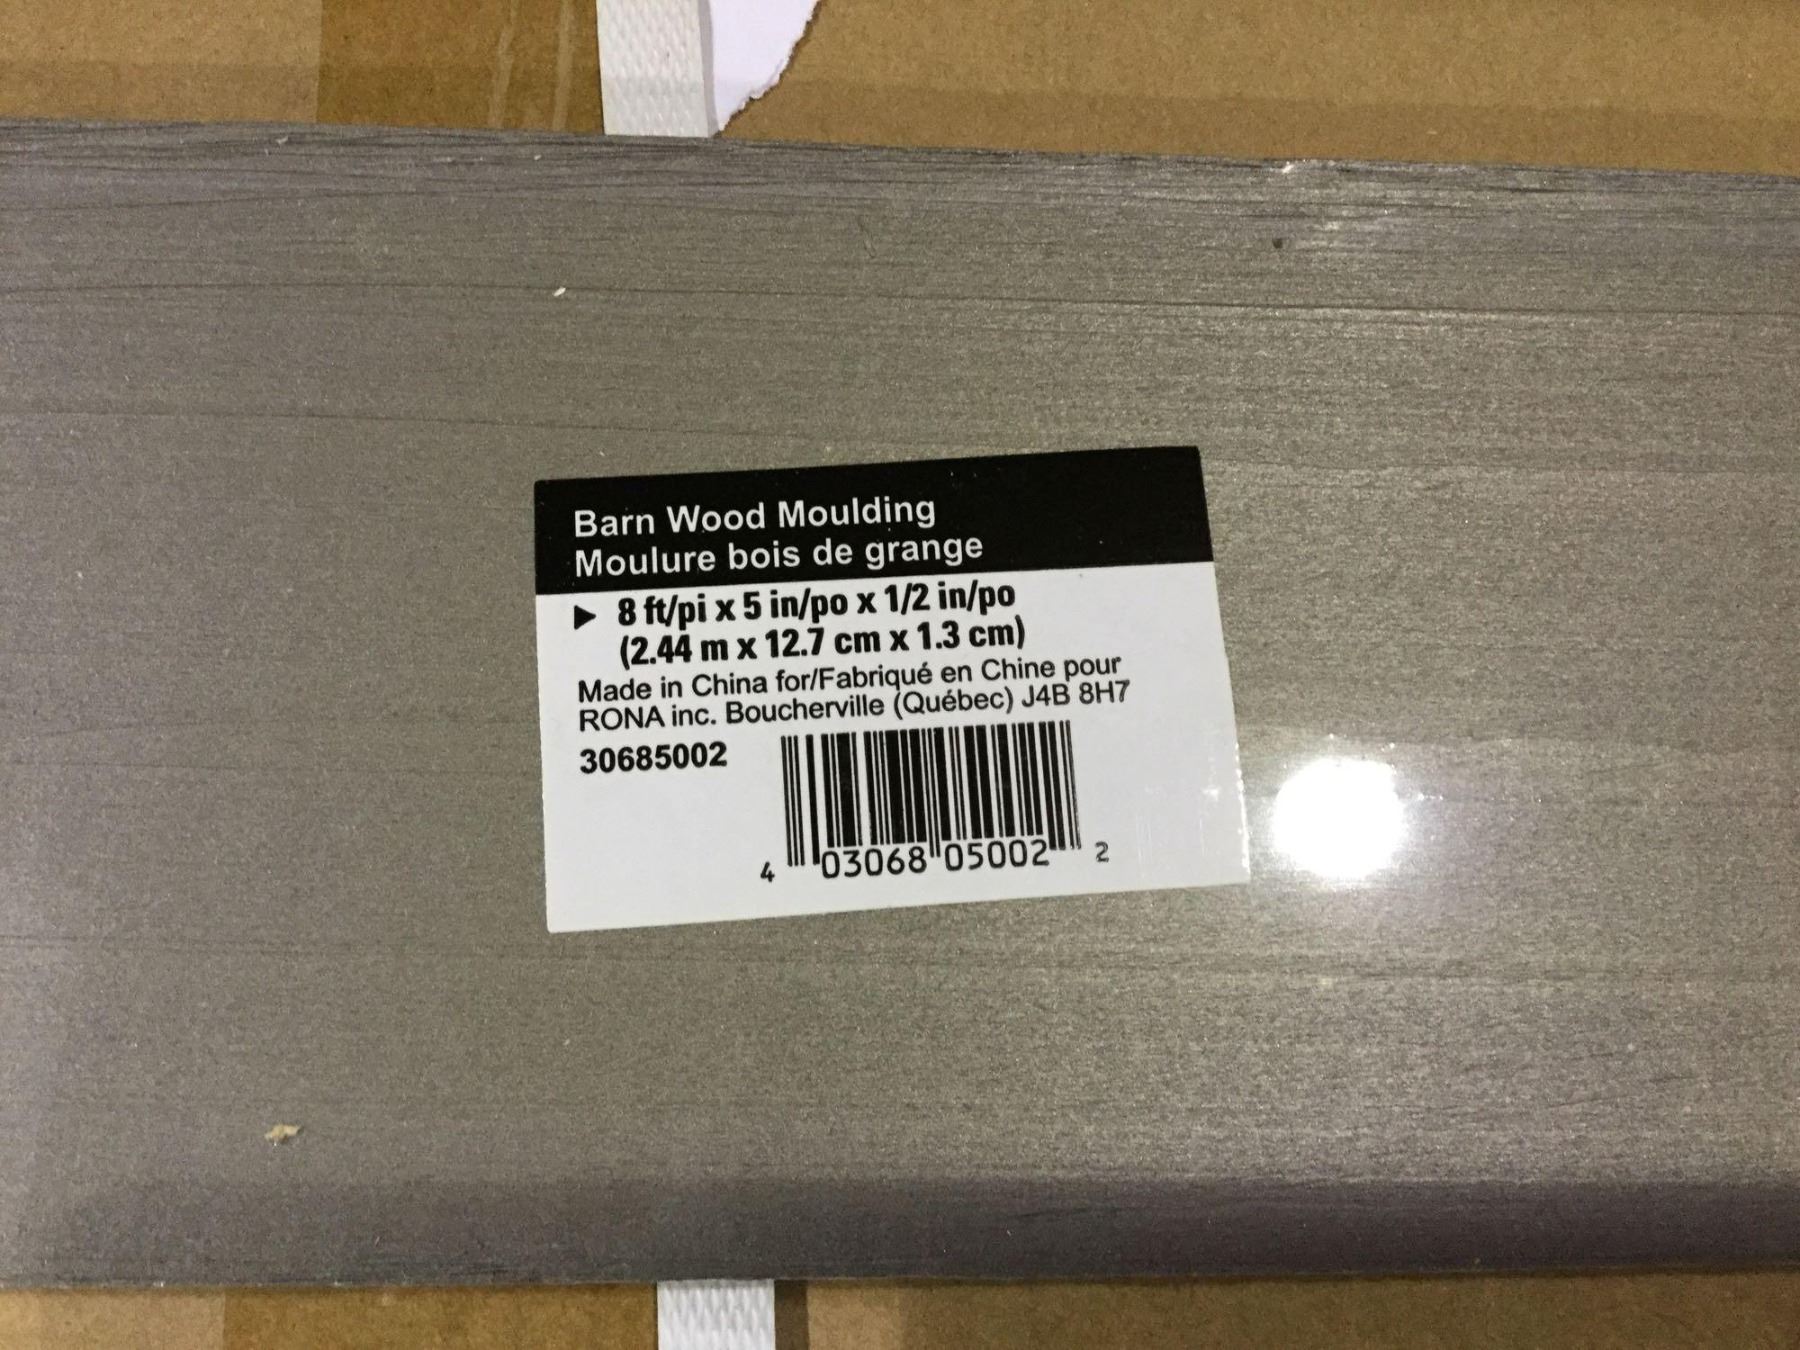 Barn Wood Moulding
Moulure bois de grange
▶ 8 ft/pi x 5 in/po x 1/2 in/po
(2.44 m x 12.7 cm x 1.3 cm)
Made in China for/Fabriqué en Chine pour
RONA inc. Boucherville (Québec) J4B 8H7
30685002
4 03068 05002 2